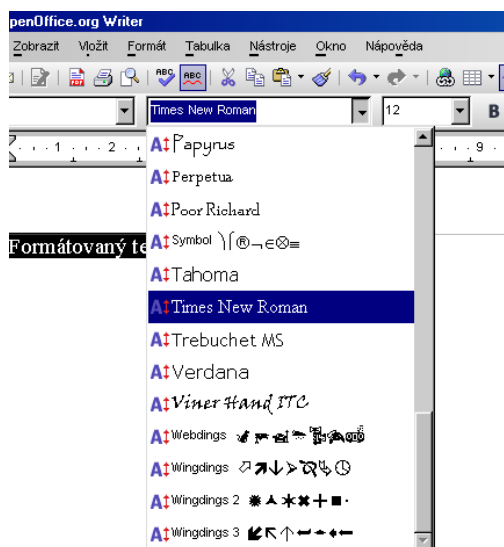 penOffice.org Writer
Zobrazit Vložit Formát Tabulka Nástroje Okno Nápověda
ABC ABC
Times New Roman 12 B
1 2 9
Papyrus
Perpetua
Poor Richard
Symbol ⎞⌠®¬∈⊗≡
Formátovaný te
Tahoma
Times New Roman
Trebuchet MS
Verdana
Viner Hand ITC
Webdings
Wingdings
Wingdings 2
Wingdings 3